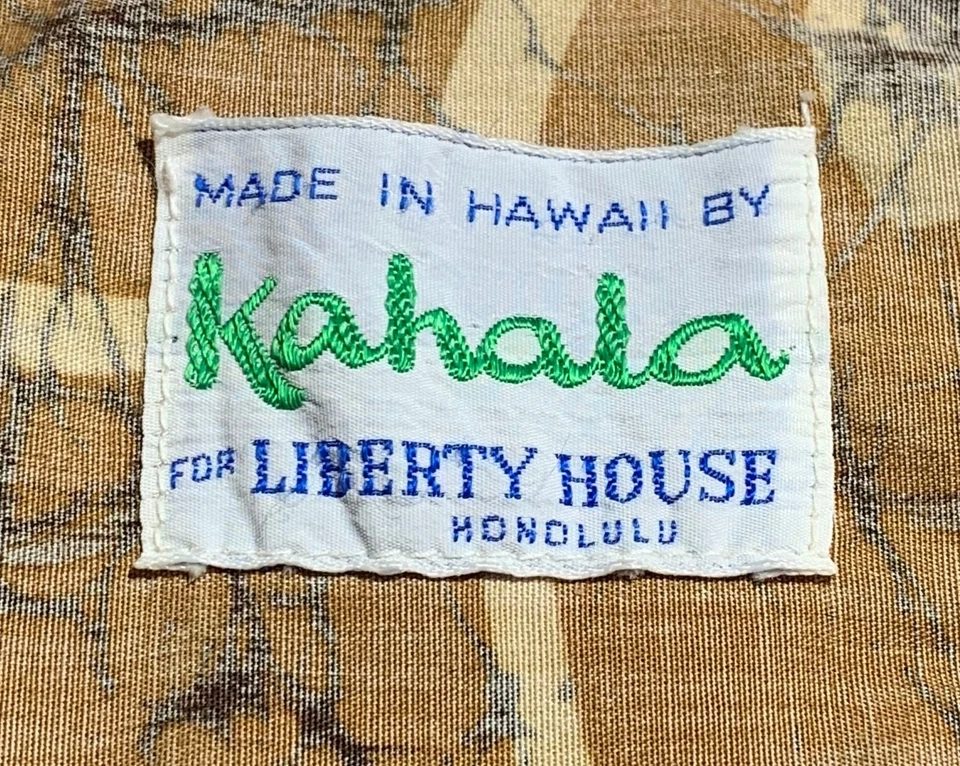 MADE IN HAWAII BY
Kahala
FOR LIBERTY HOUSE
HONOLULU